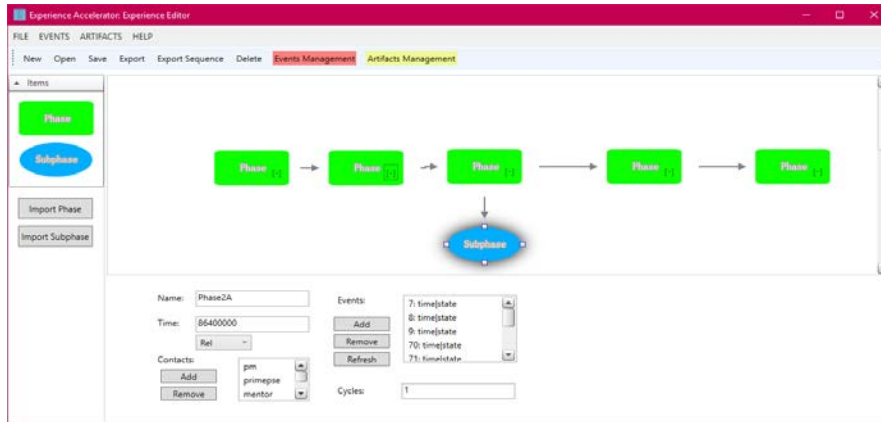 Experience Accelerator: Experience Editor
FILE EVENTS ARTIFACTS HELP
New Open Save Export Export Sequence Delete Events Management Artifacts Management
Items
Phase
Subphase
Import Phase
Import Subphase
Phase [-] Phase [-] Phase [-] Phase [-] Phase [-]
Subphase
Name: Phase2A
Time: 86400000
Rel
Contacts:
Add
Remove
pm
primepse
mentor
Events:
Add
Remove
Refresh
7: time|state
8: time|state
9: time|state
70: time|state
71: time|state
Cycles: 1